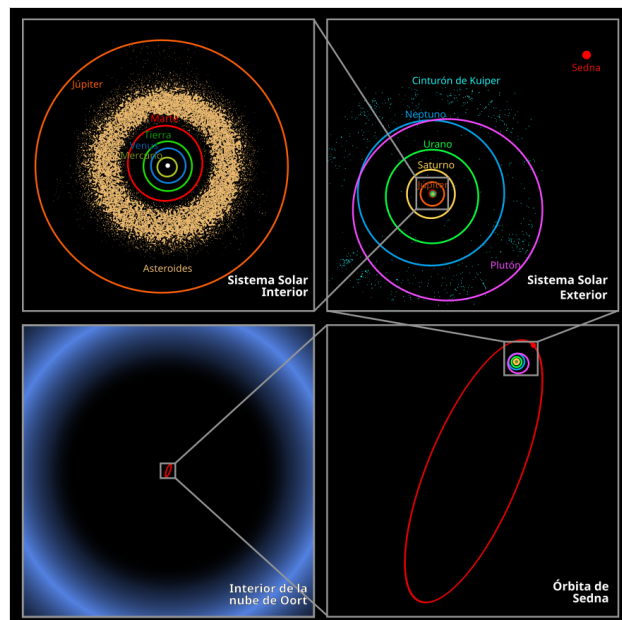 Júpiter
Marte
Tierra
Venus
Mercurio
Asteroides
Sistema Solar
Interior
Sedna
Cinturón de Kuiper
Neptuno
Urano
Saturno
Júpiter
Plutón
Sistema Solar
Exterior
Interior de la
nube de Oort
Órbita de
Sedna